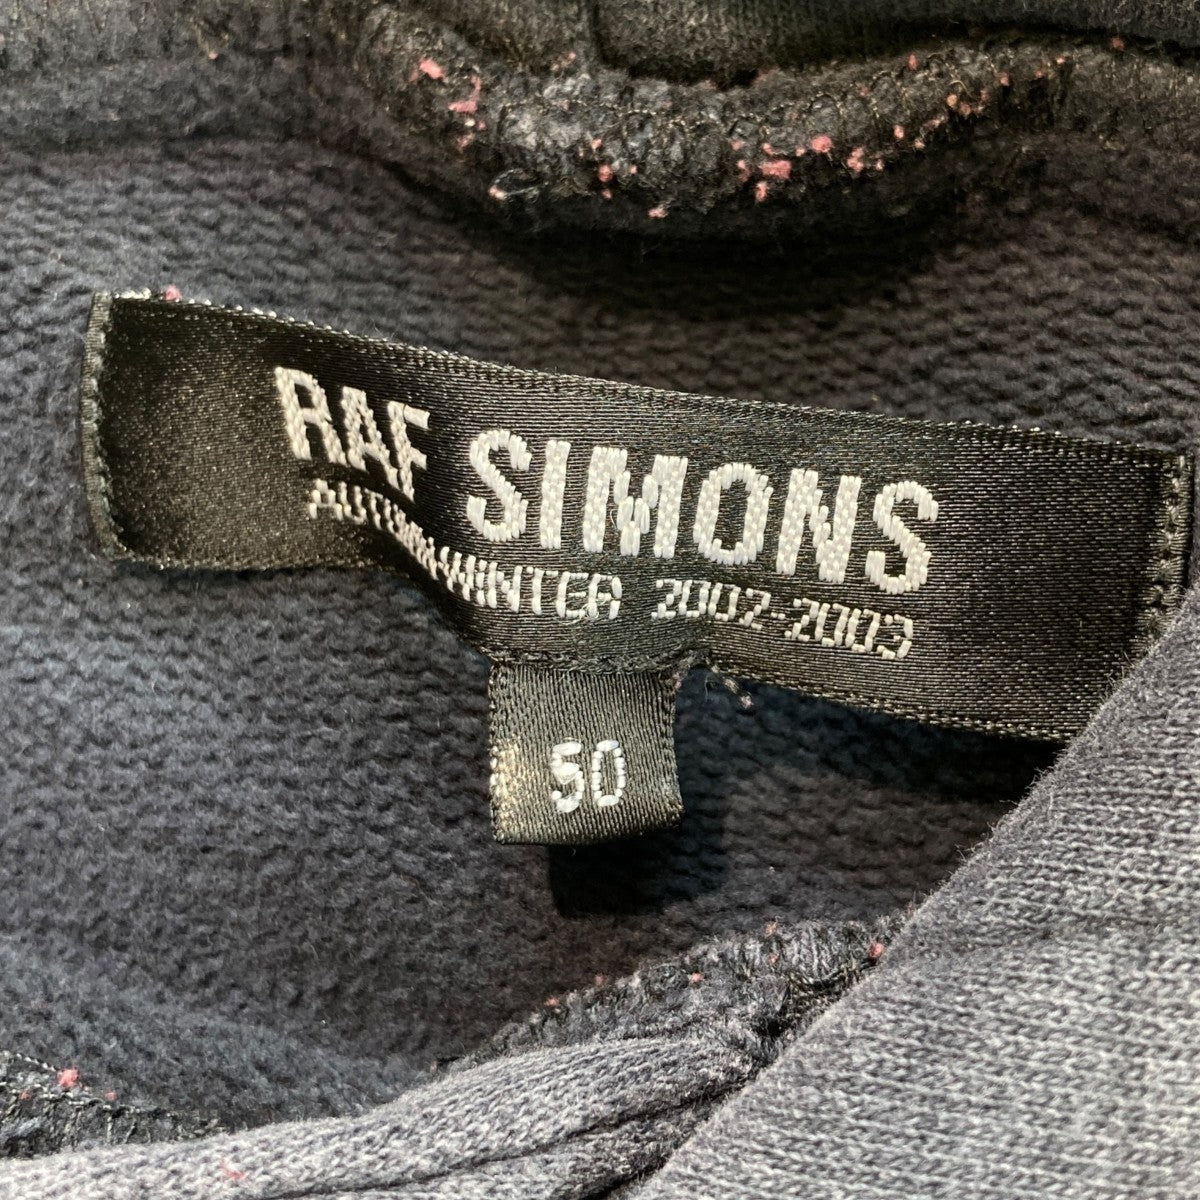 RAF SIMONS
AUTUMN-WINTER 2002-2003
50